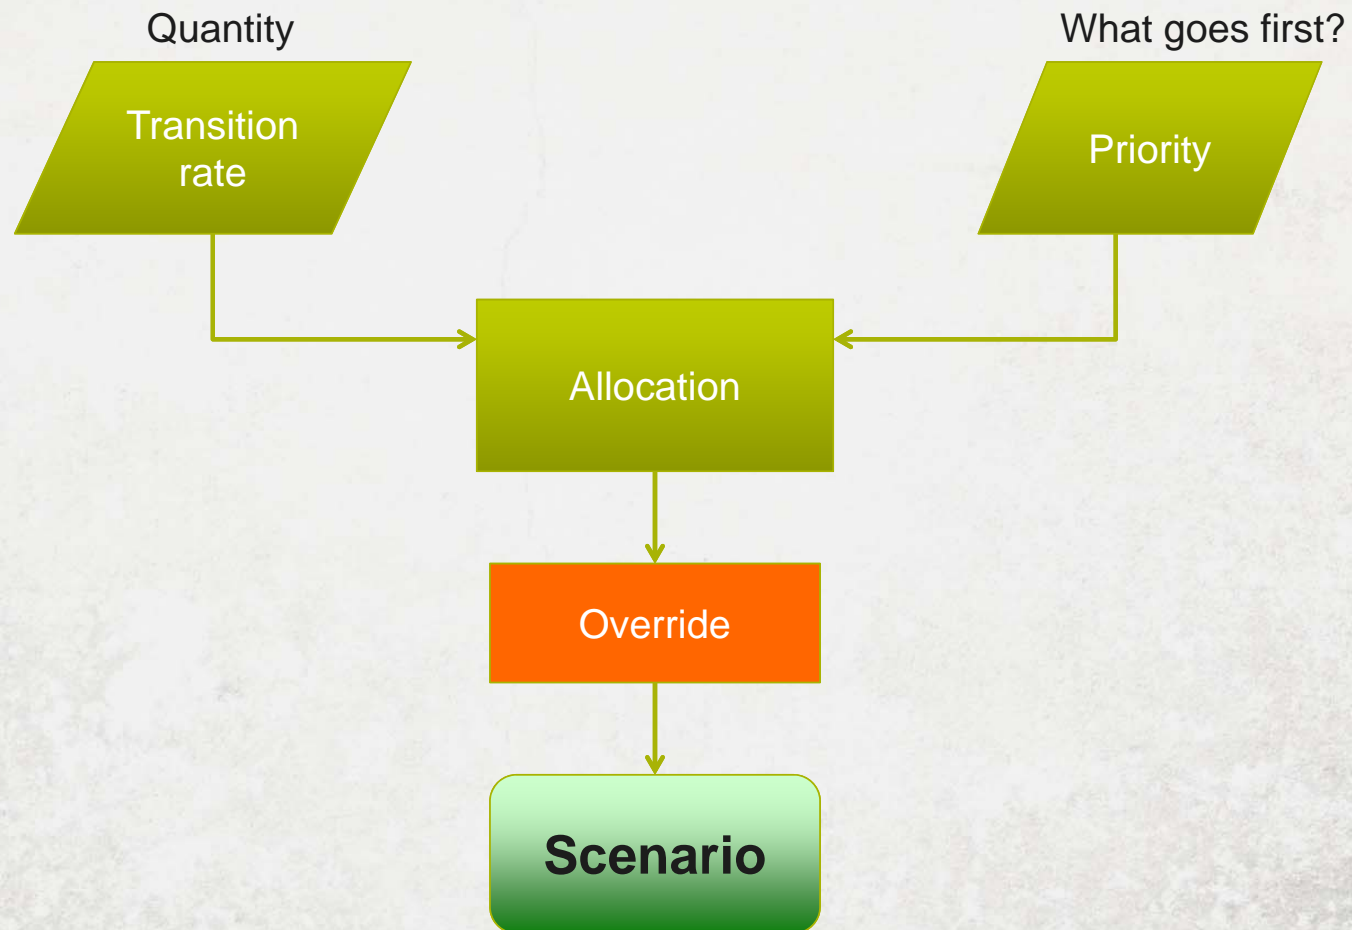 Quantity
What goes first?
Transition
rate
Priority
Allocation
Override
Scenario